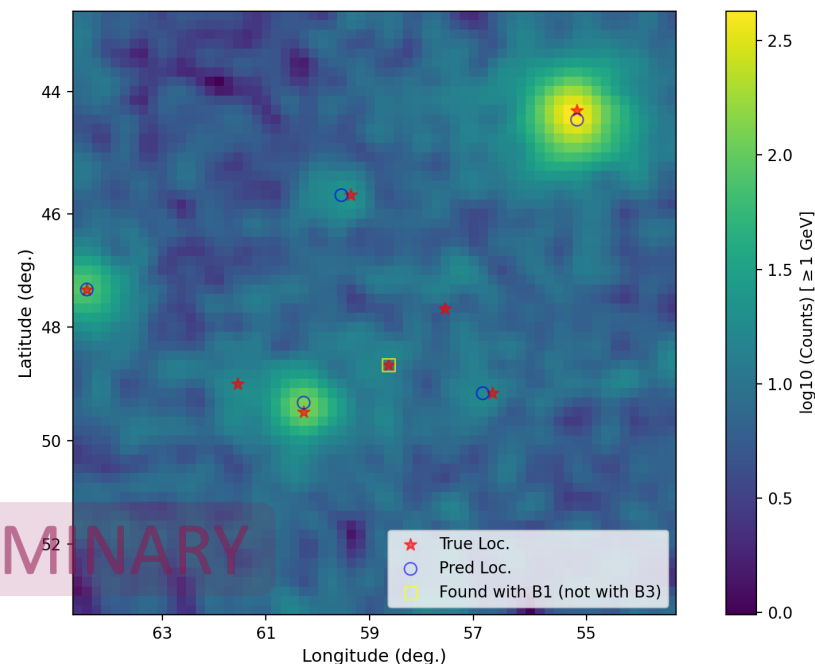 44
46
48
50
52
Latitude (deg.)
63
61
59
57
55
Longitude (deg.)
2.5
2.0
1.5
1.0
0.5
0.0
log10 (Counts) [ ≥ 1 GeV]
True Loc.
Pred Loc.
Found with B1 (not with B3)
MINARY